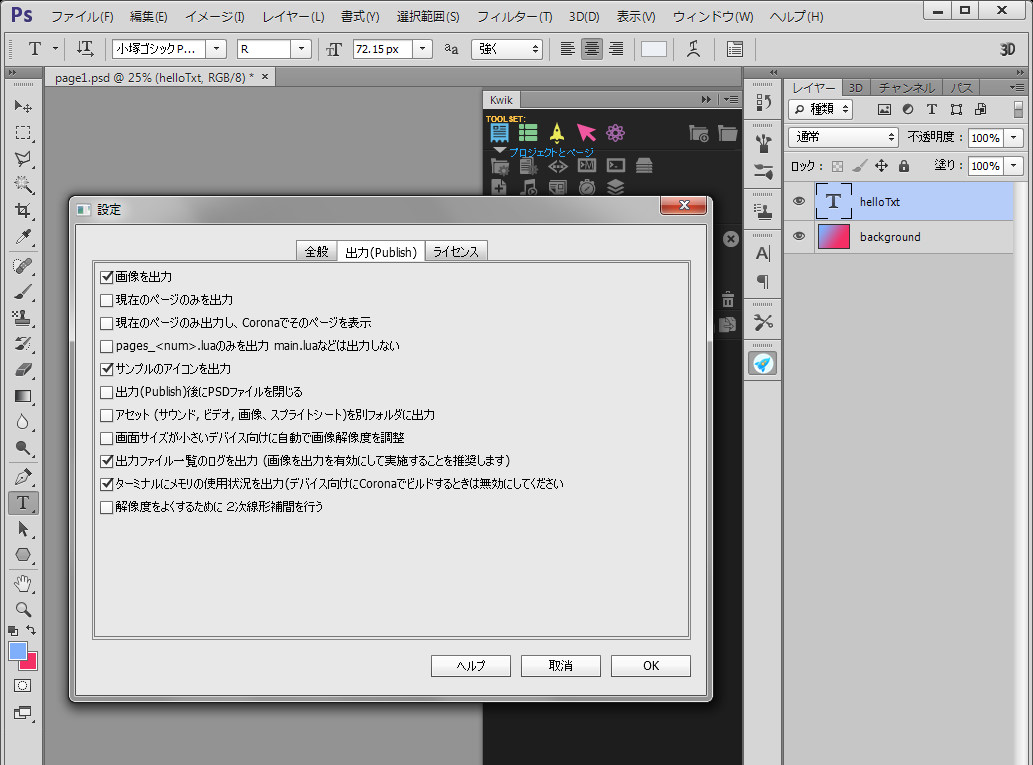 Ps ファイル(F) 編集(E) イメージ(I) レイヤー(L) 書式(Y) 選択範囲(S) フィルター(T) 3D(D) 表示(V) ウィンドウ(W) ヘルプ(H)
T 小塚ゴシック P... R 72.15 px aa 強く 3D
page1.psd @ 25% (helloTxt, RGB/8) * ×
Kwik
TOOLSET:
プロジェクトとページ
レイヤー 3D チャンネル パス
種類
通常 不透明度 : 100%
ロック : 塗り : 100%
helloTxt
background
設定
全般 出力(Publish) ライセンス
画像を出力
現在のページのみを出力
現在のページのみ出力し、Coronaでそのページを表示
pages_<num>.luaのみを出力 main.luaなどは出力しない
サンプルのアイコンを出力
出力(Publish)後にPSDファイルを閉じる
アセット (サウンド, ビデオ, 画像、スプライトシート)を別フォルダに出力
画面サイズが小さいデバイス向けに自動で画像解像度を調整
出力ファイル一覧のログを出力 (画像を出力を有効にして実施することを推奨します)
ターミナルにメモリの使用状況を出力(デバイス向けにCoronaでビルドするときは無効にしてください
解像度をよくするために 2次線形補間を行う
ヘルプ 取消 OK